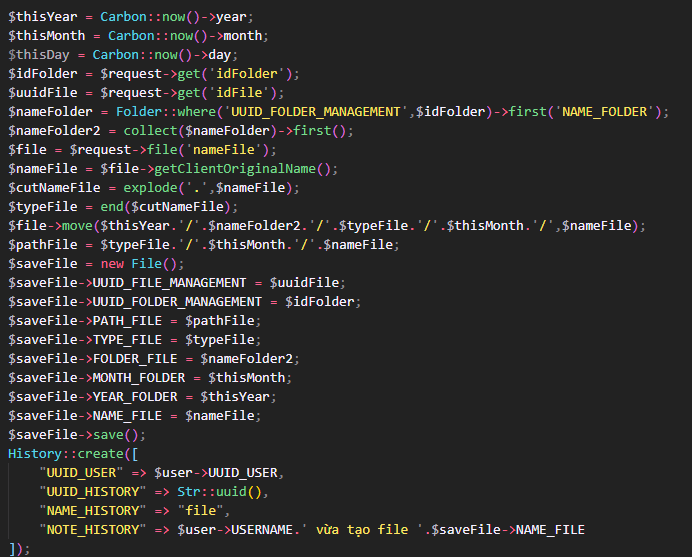 $thisYear = Carbon::now()->year;
$thisMonth = Carbon::now()->month;
$thisDay = Carbon::now()->day;
$idFolder = $request->get('idFolder');
$uuidFile = $request->get('idFile');
$nameFolder = Folder::where('UUID_FOLDER_MANAGEMENT',$idFolder)->first('NAME_FOLDER');
$nameFolder2 = collect($nameFolder)->first();
$file = $request->file('nameFile');
$nameFile = $file->getClientOriginalName();
$cutNameFile = explode('.',$nameFile);
$typeFile = end($cutNameFile);
$file->move($thisYear.'/'.$nameFolder2.'/'.$typeFile.'/'.$thisMonth.'/',$nameFile);
$pathFile = $typeFile.'/'.$thisMonth.'/'.$nameFile;
$saveFile = new File();
$saveFile->UUID_FILE_MANAGEMENT = $uuidFile;
$saveFile->UUID_FOLDER_MANAGEMENT = $idFolder;
$saveFile->PATH_FILE = $pathFile;
$saveFile->TYPE_FILE = $typeFile;
$saveFile->FOLDER_FILE = $nameFolder2;
$saveFile->MONTH_FOLDER = $thisMonth;
$saveFile->YEAR_FOLDER = $thisYear;
$saveFile->NAME_FILE = $nameFile;
$saveFile->save();
History::create([
    "UUID_USER" => $user->UUID_USER,
    "UUID_HISTORY" => Str::uuid(),
    "NAME_HISTORY" => "file",
    "NOTE_HISTORY" => $user->USERNAME.' vừa tạo file '.$saveFile->NAME_FILE
]);